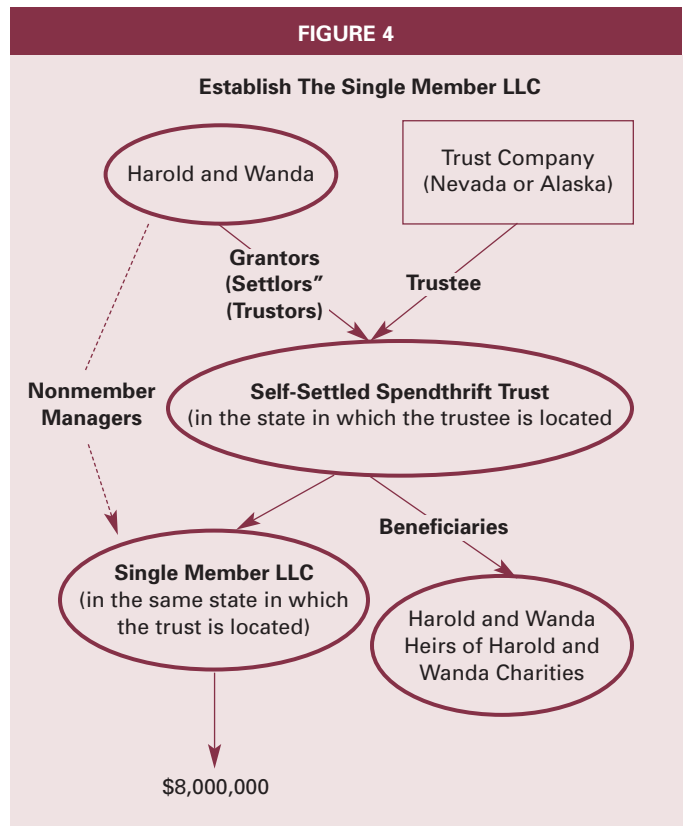 FIGURE 4
Establish The Single Member LLC
Harold and Wanda
Trust Company
(Nevada or Alaska)
Grantors
(Settlors”
(Trustors)
Trustee
Nonmember
Managers
Self-Settled Spendthrift Trust
(in the state in which the trustee is located
Beneficiaries
Single Member LLC
(in the same state in which
the trust is located)
Harold and Wanda
Heirs of Harold and
Wanda Charities
$8,000,000